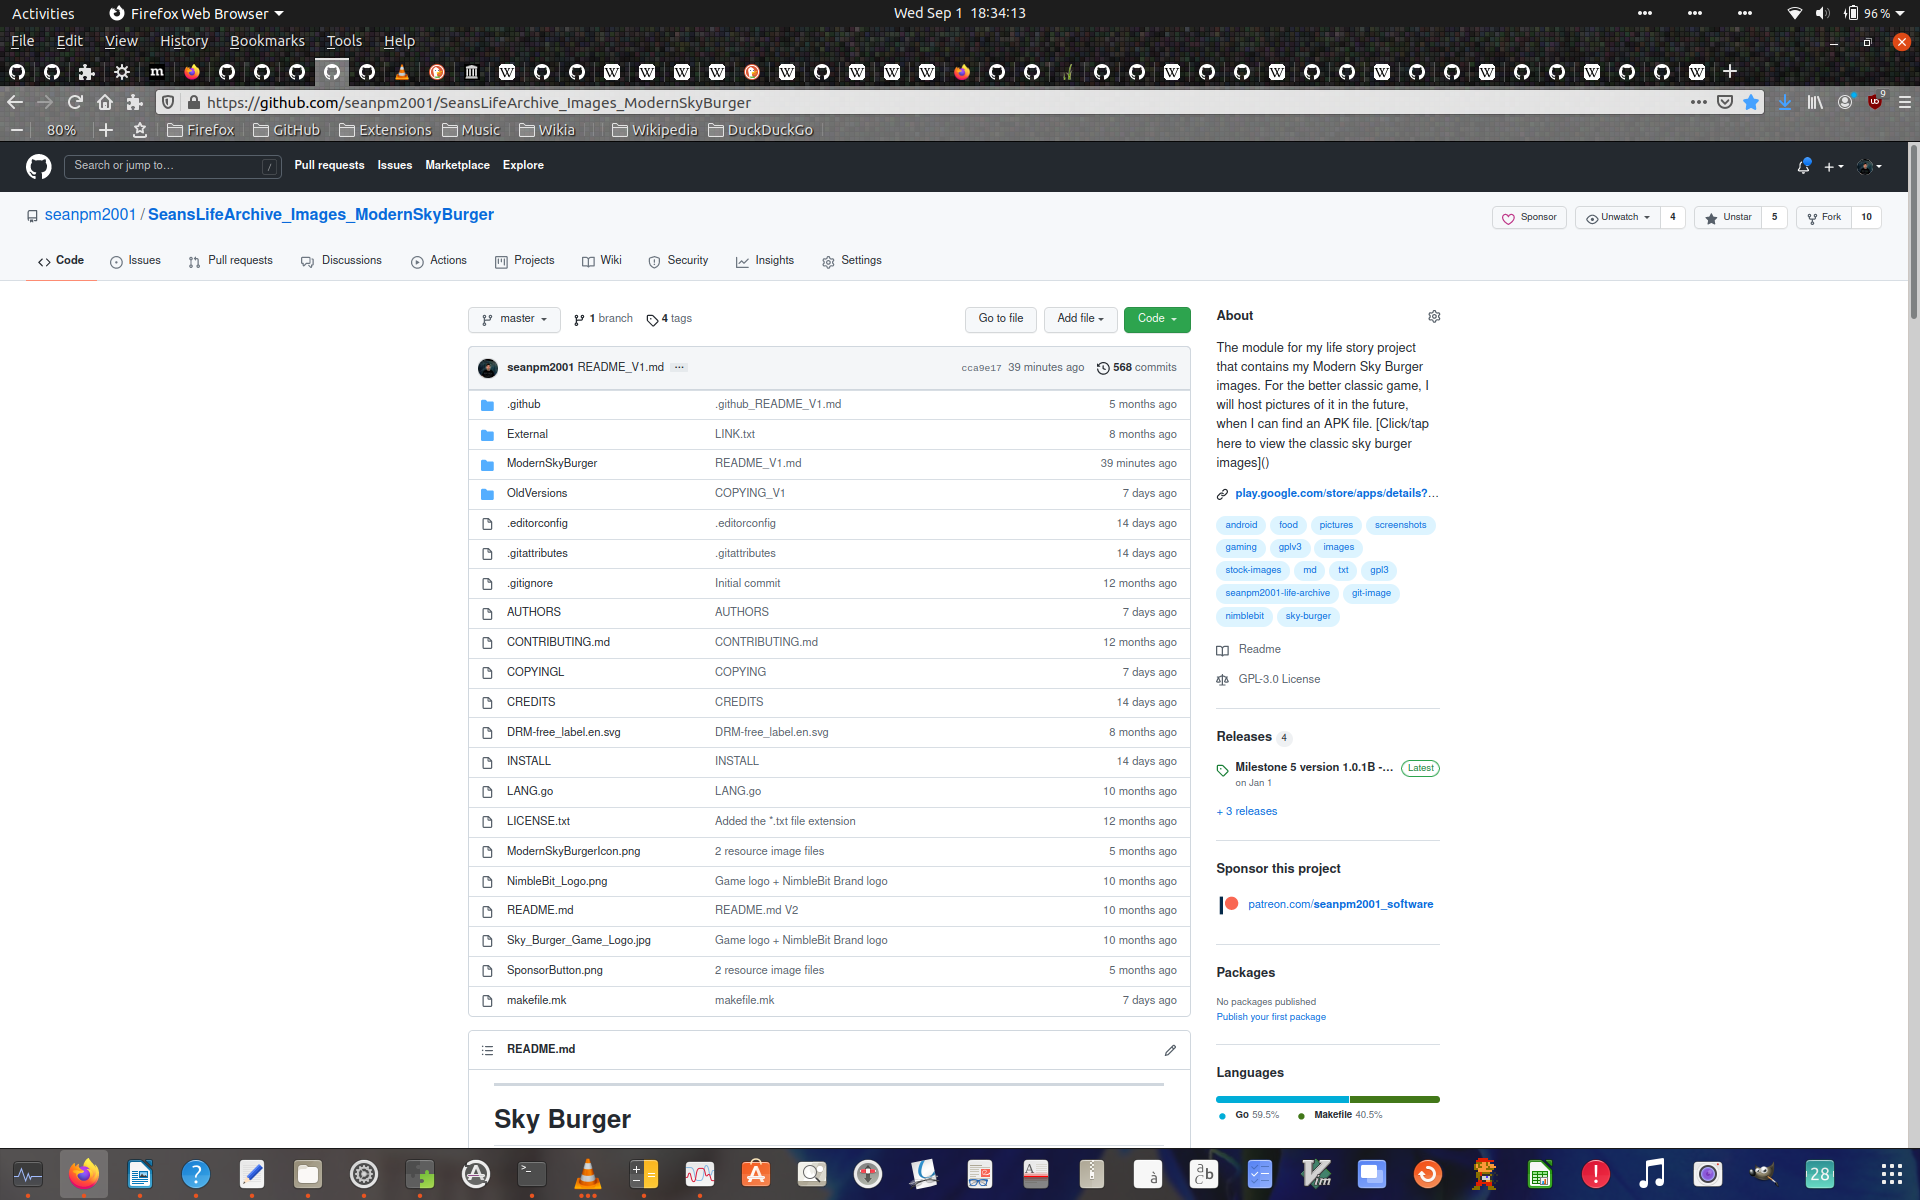 Activities Firefox Web Browser Wed Sep 1 18:34:13 96 %
File Edit View History Bookmarks Tools Help
https://github.com/seanpm2001/SeansLifeArchive_Images_ModernSkyBurger 9
80% Firefox GitHub Extensions Music Wikia Wikipedia DuckDuckGo
Search or jump to... / Pull requests Issues Marketplace Explore
seanpm2001 / SeansLifeArchive_Images_ModernSkyBurger Sponsor Unwatch 4 Unstar 5 Fork 10
Code Issues Pull requests Discussions Actions Projects Wiki Security Insights Settings
master 1 branch 4 tags Go to file Add file Code
seanpm2001 README_V1.md ... cca9e17 39 minutes ago 568 commits
.github .github_README_V1.md 5 months ago
External LINK.txt 8 months ago
ModernSkyBurger README_V1.md 39 minutes ago
OldVersions COPYING_V1 7 days ago
.editorconfig .editorconfig 14 days ago
.gitattributes .gitattributes 14 days ago
.gitignore Initial commit 12 months ago
AUTHORS AUTHORS 7 days ago
CONTRIBUTING.md CONTRIBUTING.md 12 months ago
COPYINGL COPYING 7 days ago
CREDITS CREDITS 14 days ago
DRM-free_label.en.svg DRM-free_label.en.svg 8 months ago
INSTALL INSTALL 14 days ago
LANG.go LANG.go 10 months ago
LICENSE.txt Added the *.txt file extension 12 months ago
ModernSkyBurgerIcon.png 2 resource image files 5 months ago
NimbleBit_Logo.png Game logo + NimbleBit Brand logo 10 months ago
README.md README.md V2 10 months ago
Sky_Burger_Game_Logo.jpg Game logo + NimbleBit Brand logo 10 months ago
SponsorButton.png 2 resource image files 5 months ago
makefile.mk makefile.mk 7 days ago
README.md
Sky Burger
About
The module for my life story project
that contains my Modern Sky Burger
images. For the better classic game, I
will host pictures of it in the future,
when I can find an APK file. [Click/tap
here to view the classic sky burger
images]()
play.google.com/store/apps/details?...
android food pictures screenshots
gaming gplv3 images
stock-images md txt gpl3
seanpm2001-life-archive git-image
nimblebit sky-burger
Readme
GPL-3.0 License
Releases 4
Milestone 5 version 1.0.1B -... Latest
on Jan 1
+ 3 releases
Sponsor this project
patreon.com/seanpm2001_software
Packages
No packages published
Publish your first package
Languages
Go 59.5% Makefile 40.5%
28